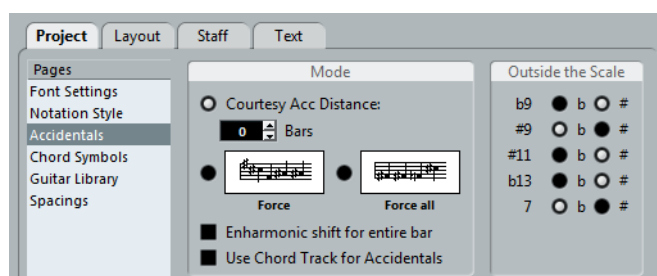 Project Layout Staff Text
Pages
Font Settings
Notation Style
Accidentals
Chord Symbols
Guitar Library
Spacings
Mode
Courtesy Acc Distance:
0 Bars
Force Force all
Enharmonic shift for entire bar
Use Chord Track for Accidentals
Outside the Scale
b9 b #
#9 b #
#11 b #
b13 b #
7 b #